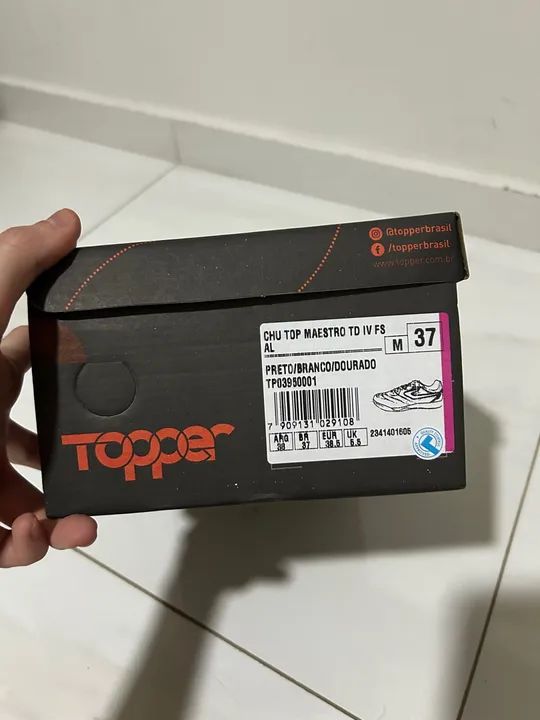 @topperbrasil
/topperbrasil
www.topper.com.br
CHU TOP MAESTRO TD IV FS
AL
M 37
PRETO/BRANCO/DOURADO
TP03950001
7 909131 029108
ARG BR EUR UK
36 37 38.5 5.5
2341401605
Topper